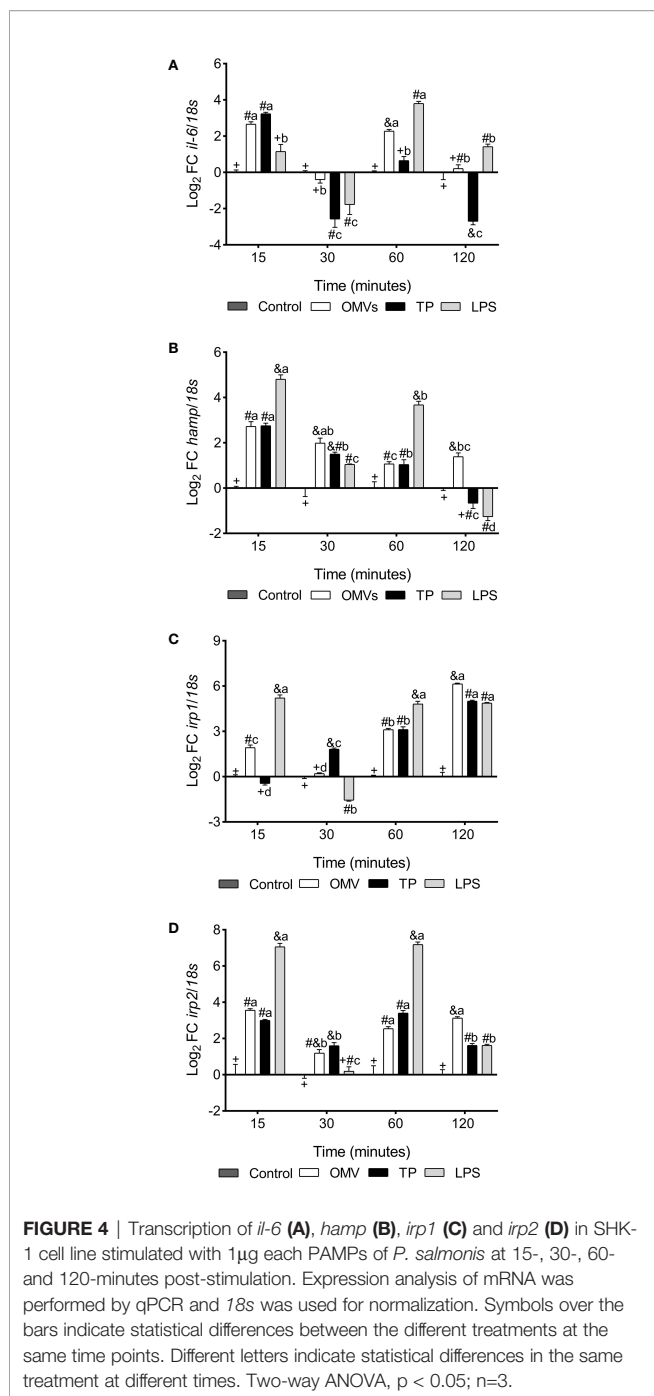 A
Log2 FC il-6/18s
6
4
2
0
-2
-4
+ #a #a +b
+ +b #c #c
+ &a +b #a
+ +#b &c #b
15 30 60 120
Time (minutes)
Control OMVs TP LPS
B
Log2 FC hamp/18s
6
4
2
0
-2
+ #a #a &a
+ &ab &#b #c
+ #c #b &b
+ &bc +#c #d
15 30 60 120
Time (minutes)
Control OMVs TP LPS
C
Log2 FC irp1/18s
9
6
3
0
-3
+ #c +d &a
+ +d &c #b
+ #b #b &a
+ &a #a #a
15 30 60 120
Time (minutes)
Control OMV TP LPS
D
Log2 FC irp2/18s
8
6
4
2
0
-2
+ #a #a &a
+ #&b &b +#c
+ #a #a &a
+ &a #b #b
15 30 60 120
Time (minutes)
Control OMV TP LPS
FIGURE 4 | Transcription of il-6 (A), hamp (B), irp1 (C) and irp2 (D) in SHK-
1 cell line stimulated with 1μg each PAMPs of P. salmonis at 15-, 30-, 60-
and 120-minutes post-stimulation. Expression analysis of mRNA was
performed by qPCR and 18s was used for normalization. Symbols over the
bars indicate statistical differences between the different treatments at the
same time points. Different letters indicate statistical differences in the same
treatment at different times. Two-way ANOVA, p < 0.05; n=3.